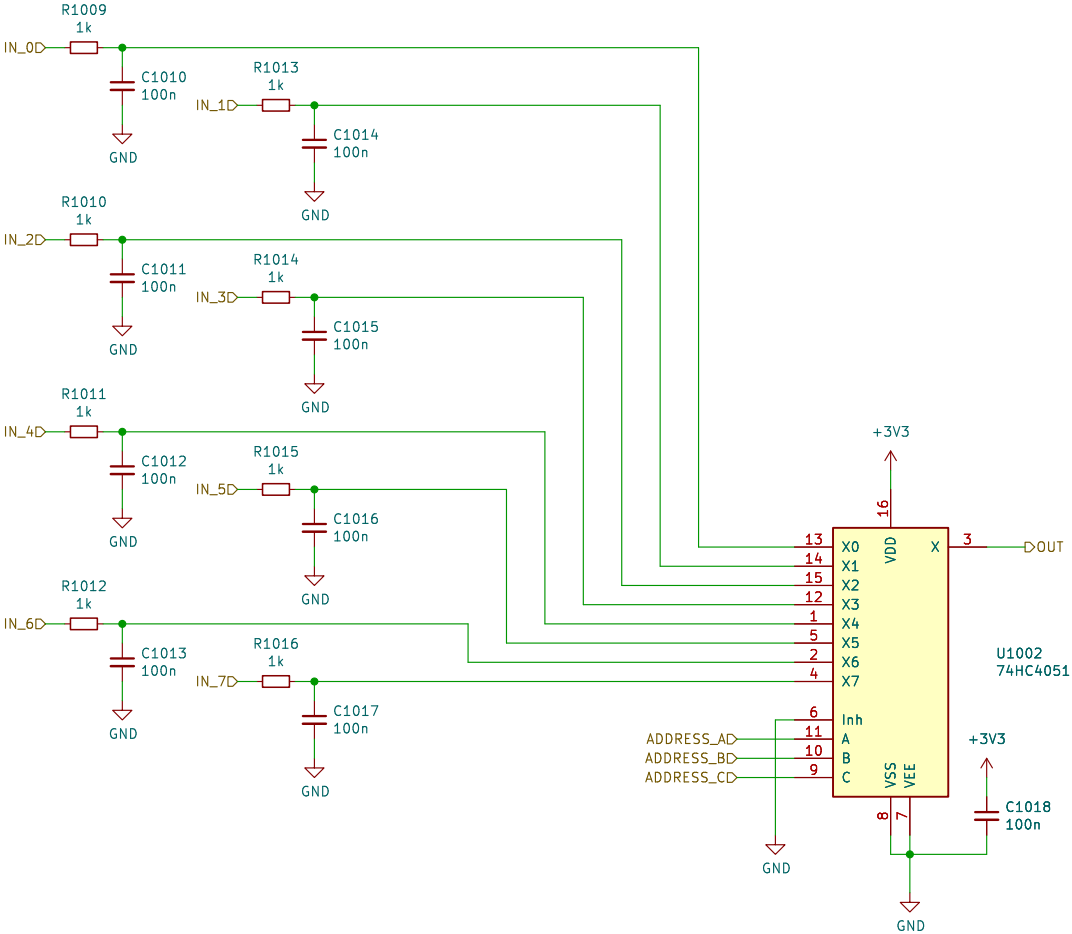 R1009
1k
IN_0
C1010
100n
GND
R1013
1k
IN_1
C1014
100n
GND
R1010
1k
IN_2
C1011
100n
GND
R1014
1k
IN_3
C1015
100n
GND
R1011
1k
IN_4
C1012
100n
GND
R1015
1k
IN_5
C1016
100n
GND
R1012
1k
IN_6
C1013
100n
GND
R1016
1k
IN_7
C1017
100n
GND
+3V3
16
VDD
13 X0
14 X1
15 X2
12 X3
1 X4
5 X5
2 X6
4 X7
6 Inh
ADDRESS_A 11 A
ADDRESS_B 10 B
ADDRESS_C 9 C
X 3 OUT
U1002
74HC4051
VSS
VEE
8
7
+3V3
C1018
100n
GND
GND